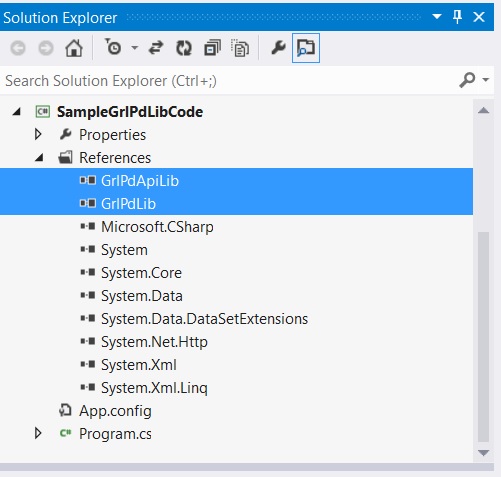 Solution Explorer
Search Solution Explorer (Ctrl+;)
C# SampleGrlPdLibCode
Properties
References
GrlPdApiLib
GrlPdLib
Microsoft.CSharp
System
System.Core
System.Data
System.Data.DataSetExtensions
System.Net.Http
System.Xml
System.Xml.Linq
App.config
C# Program.cs